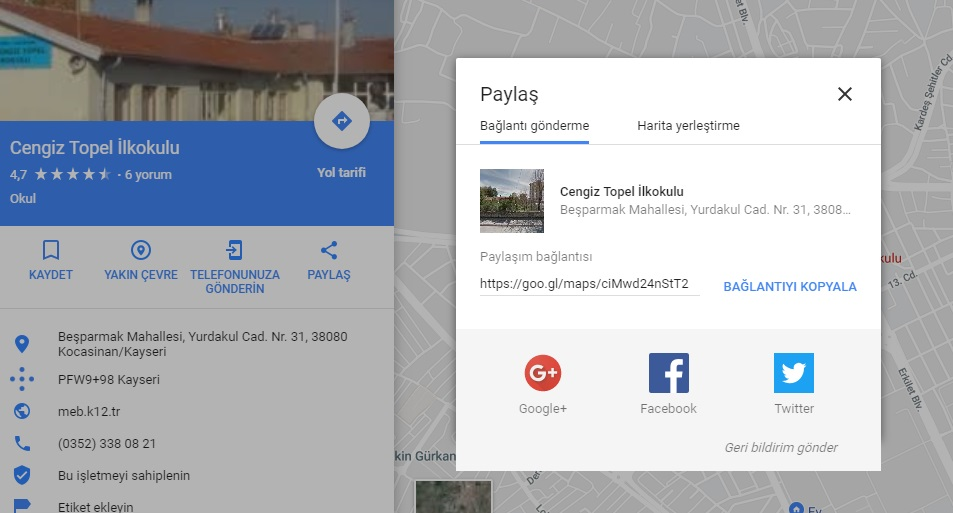 Cengiz Topel İlkokulu
4,7 · 6 yorum
Okul
Yol tarifi
KAYDET
YAKIN ÇEVRE
TELEFONUNUZA
GÖNDERİN
PAYLAŞ
Beşparmak Mahallesi, Yurdakul Cad. Nr. 31, 38080
Kocasinan/Kayseri
PFW9+98 Kayseri
meb.k12.tr
(0352) 338 08 21
Bu işletmeyi sahiplenin
Etiket ekleyin
Paylaş
Bağlantı gönderme
Harita yerleştirme
Cengiz Topel İlkokulu
Beşparmak Mahallesi, Yurdakul Cad. Nr. 31, 3808...
Paylaşım bağlantısı
https://goo.gl/maps/ciMwd24nStT2
BAĞLANTIYI KOPYALA
G+
Google+
Facebook
Twitter
Geri bildirim gönder
Blv.
Kardeş Şehitler Cd
kulu
13. Cd.
Erkilet Blv.
kin Gürkan
Ev